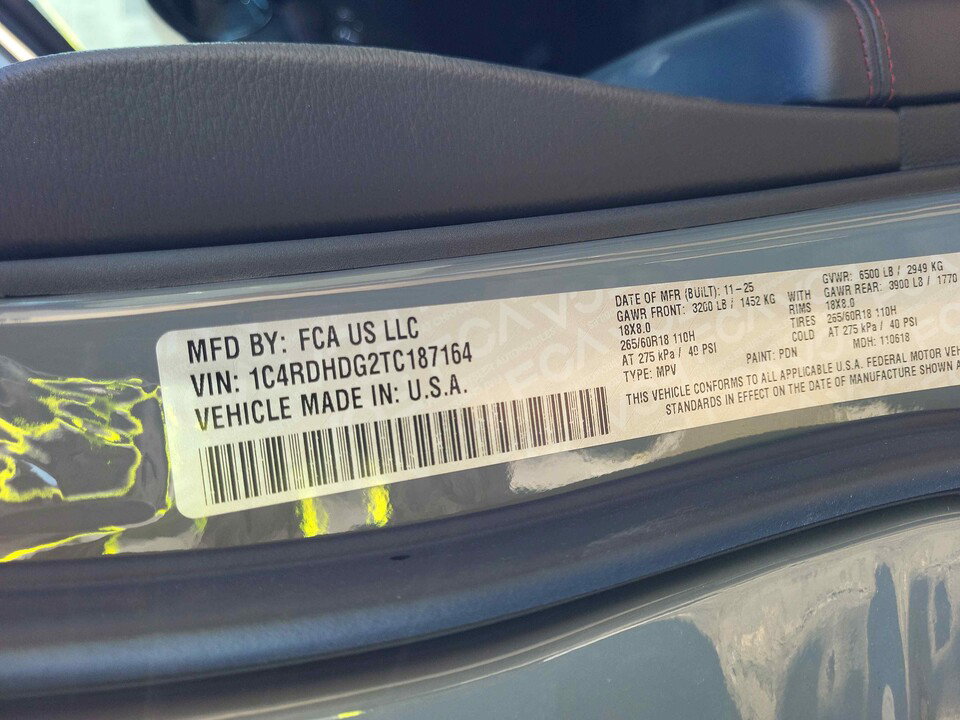 MFD BY: FCA US LLC
VIN: 1C4RDHDG2TC187164
VEHICLE MADE IN: U.S.A.
DATE OF MFR (BUILT): 11-25 GVWR: 6500 LB / 2949 KG
GAWR FRONT: 3200 LB / 1452 KG WITH GAWR REAR: 3900 LB / 1770
18X8.0 RIMS 18X8.0
265/60R18 110H TIRES 265/60R18 110H
AT 275 kPa / 40 PSI COLD AT 275 kPa / 40 PSI
TYPE: MPV PAINT: PDN MDH: 110618
THIS VEHICLE CONFORMS TO ALL APPLICABLE U.S.A. FEDERAL MOTOR
STANDARDS IN EFFECT ON THE DATE OF MANUFACTURE SHOWN